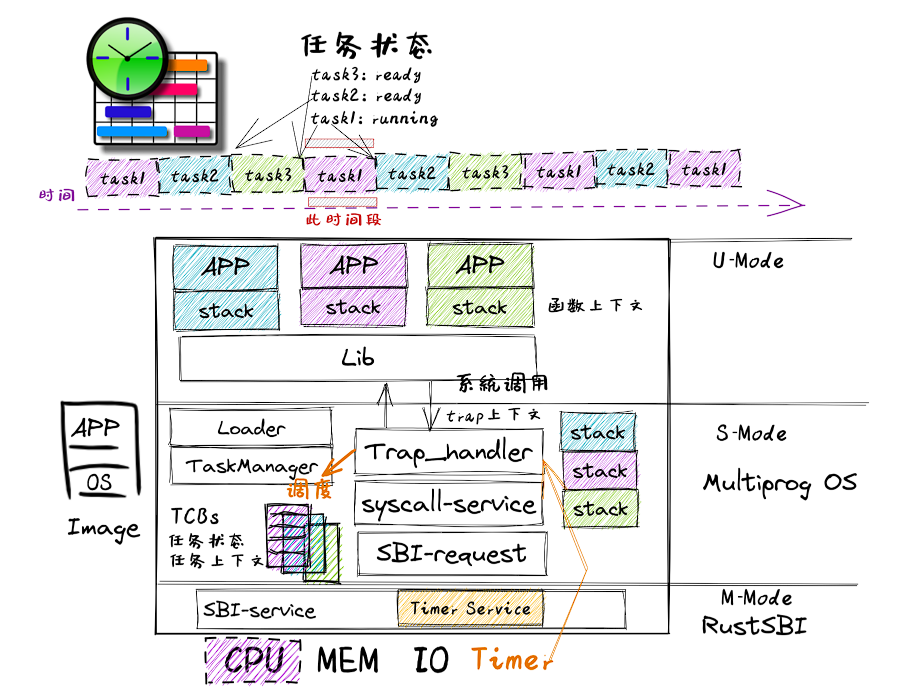 任务状态
task3: ready
task2: ready
task1: running
task1 task2 task3 task1 task2 task3 task1 task2 task1
时间
此时间段
APP APP APP
U-Mode
stack stack stack
函数上下文
Lib
系统调用
trap上下文
APP
OS
Image
Loader
TaskManager
调度
Trap_handler
syscall-service
SBI-request
stack
stack
stack
S-Mode
Multiprog OS
TCBs
任务状态
任务上下文
SBI-service
Timer Service
M-Mode
RustSBI
CPU MEM IO Timer